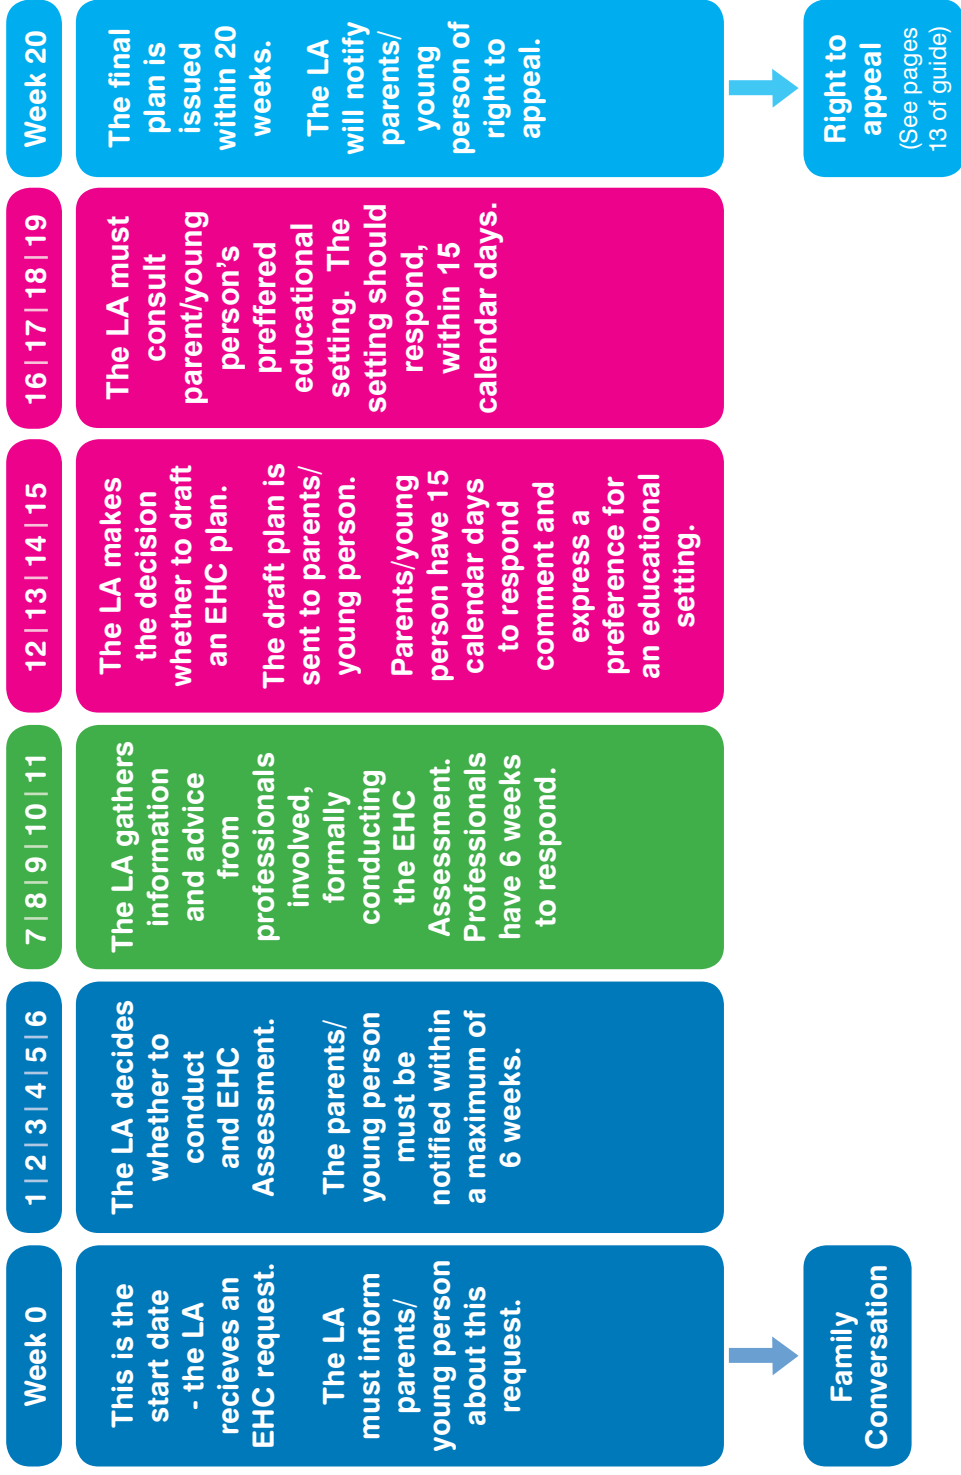 Week 0
This is the
start date
- the LA
recieves an
EHC request.
The LA
must inform
parents/
young person
about this
request.
Family
Conversation
1 | 2 | 3 | 4 | 5 | 6
The LA decides
whether to
conduct
and EHC
Assessment.
The parents/
young person
must be
notified within
a maximum of
6 weeks.
7 | 8 | 9 | 10 | 11
The LA gathers
information
and advice
from
professionals
involved,
formally
conducting
the EHC
Assessment.
Professionals
have 6 weeks
to respond.
12 | 13 | 14 | 15
The LA makes
the decision
whether to draft
an EHC plan.
The draft plan is
sent to parents/
young person.
Parents/young
person have 15
calendar days
to respond
comment and
express a
preference for
an educational
setting.
16 | 17 | 18 | 19
The LA must
consult
parent/young
person’s
preffered
educational
setting. The
setting should
respond,
within 15
calendar days.
Week 20
The final
plan is
issued
within 20
weeks.
The LA
will notify
parents/
young
person of
right to
appeal.
Right to
appeal
(See pages
13 of guide)